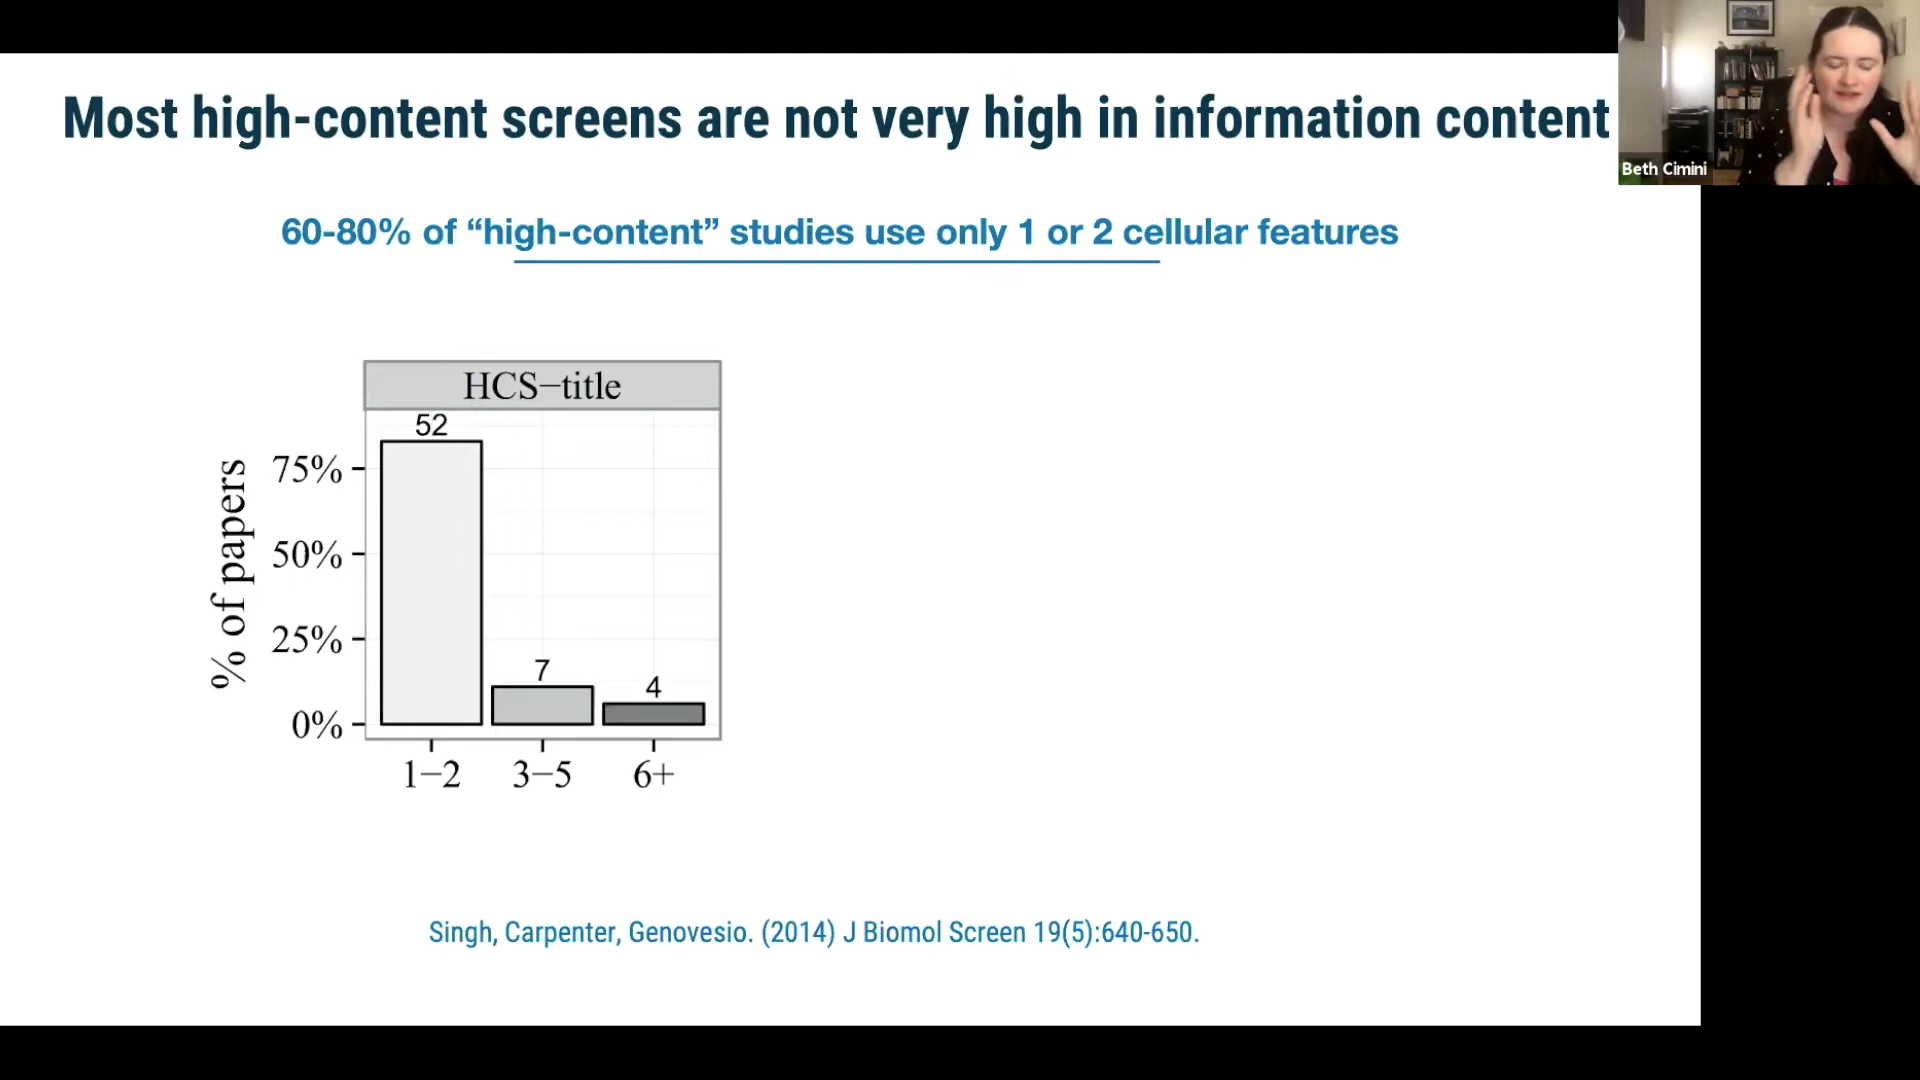 Most high-content screens are not very high in information content
Beth Cimini
60-80% of “high-content” studies use only 1 or 2 cellular features
HCS−title
52
75%
50%
25%
0%
7
4
% of papers
1−2
3−5
6+
Singh, Carpenter, Genovesio. (2014) J Biomol Screen 19(5):640-650.